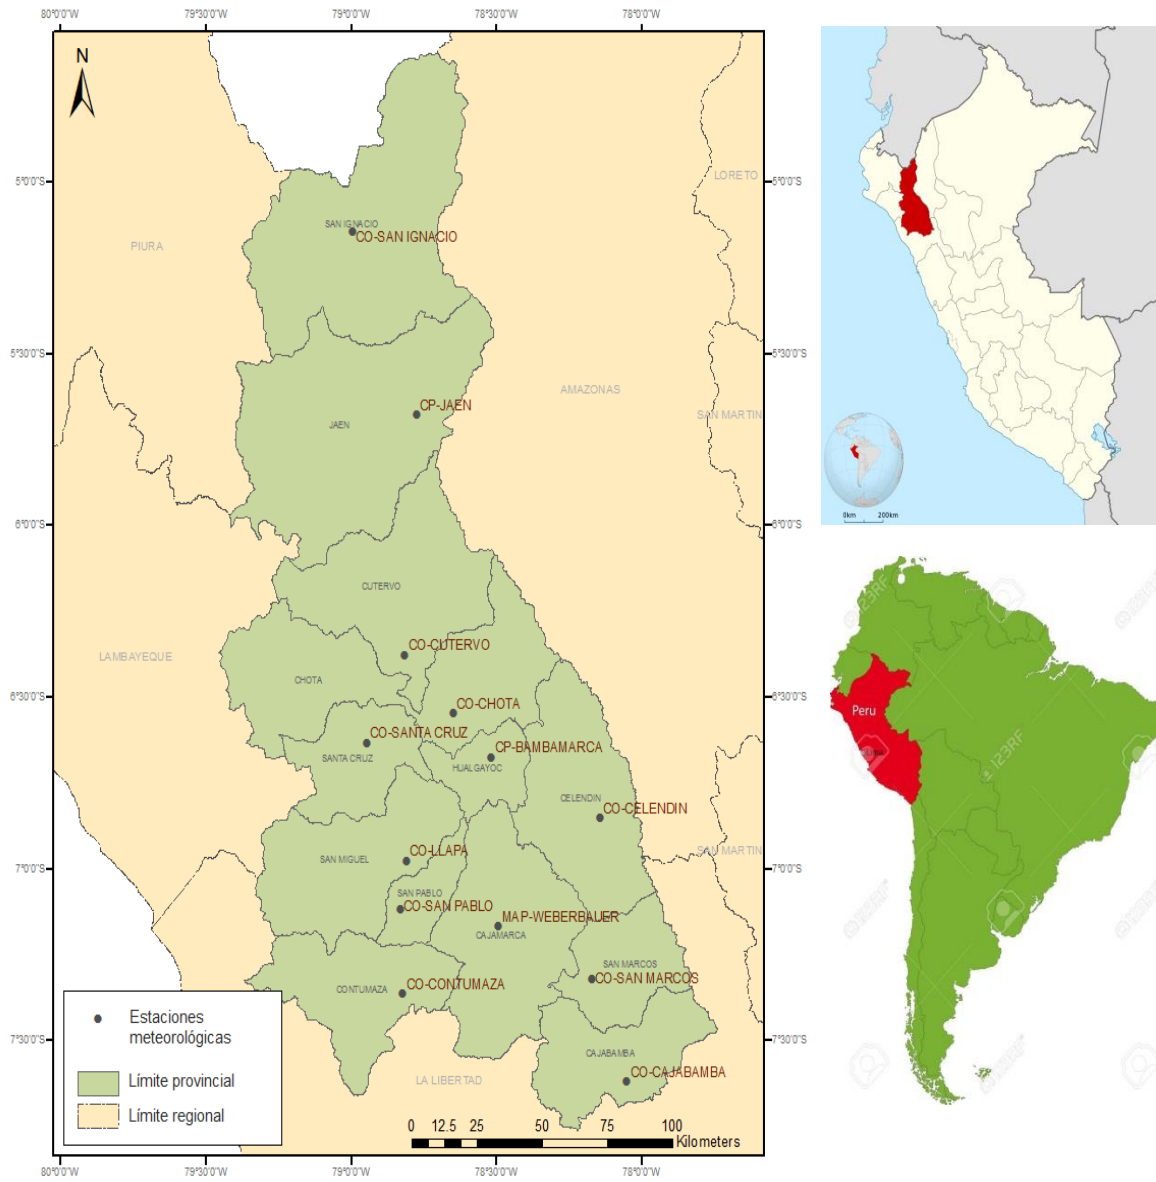 80°0'0"W 79°30'0"W 79°0'0"W 78°30'0"W 78°0'0"W
N
5°0'0"S
5°30'0"S
6°0'0"S
6°30'0"S
7°0'0"S
7°30'0"S
LORETO
PIURA
SAN IGNACIO
CO-SAN IGNACIO
AMAZONAS
CP-JAEN
JAEN
SAN MARTIN
CUTERVO
CO-CUTERVO
LAMBAYEQUE
CHOTA
CO-CHOTA
CO-SANTA CRUZ
SANTA CRUZ
CP-BAMBAMARCA
HUALGAYOC
CELENDIN
CO-CELENDIN
CO-LLAPA
SAN MIGUEL
SAN MARTIN
SAN PABLO
CO-SAN PABLO
MAP-WEBERBAUER
CAJAMARCA
SAN MARCOS
CO-SAN MARCOS
CO-CONTUMAZA
CONTUMAZA
CAJABAMBA
CO-CAJABAMBA
LA LIBERTAD
Estaciones
meteorológicas
Límite provincial
Límite regional
0 12.5 25 50 75 100
Kilometers
80°0'0"W 79°30'0"W 79°0'0"W 78°30'0"W 78°0'0"W
5°0'0"S
5°30'0"S
6°0'0"S
6°30'0"S
7°0'0"S
7°30'0"S
0km 200km
Peru
123RF
123RF
123RF